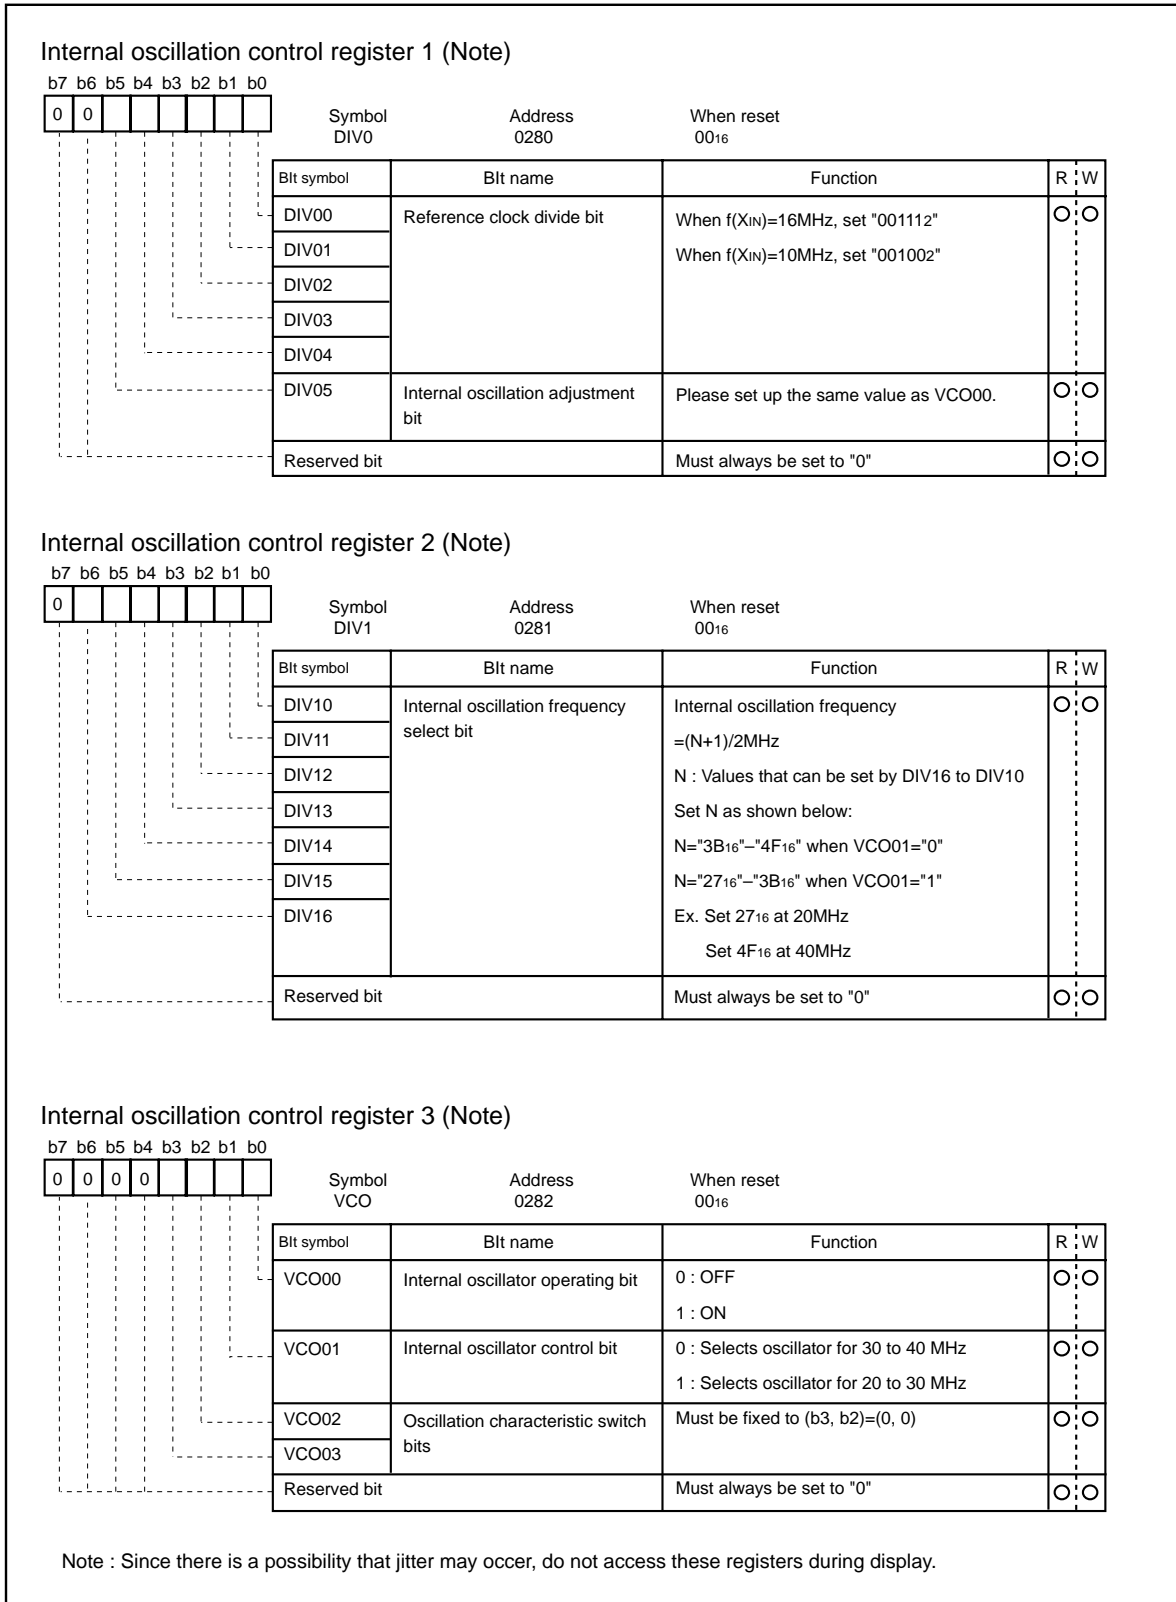 Internal oscillation control register 1 (Note)
b7 b6 b5 b4 b3 b2 b1 b0
0 0
Symbol Address When reset
DIV0 0280 0016
BIt symbol BIt name Function R W
DIV00 Reference clock divide bit When f(XIN)=16MHz, set "001112" O O
DIV01 When f(XIN)=10MHz, set "001002"
DIV02
DIV03
DIV04
DIV05 Internal oscillation adjustment Please set up the same value as VCO00. O O
bit
Reserved bit Must always be set to "0" O O
Internal oscillation control register 2 (Note)
b7 b6 b5 b4 b3 b2 b1 b0
0
Symbol Address When reset
DIV1 0281 0016
BIt symbol BIt name Function R W
DIV10 Internal oscillation frequency Internal oscillation frequency O O
DIV11 select bit =(N+1)/2MHz
DIV12 N : Values that can be set by DIV16 to DIV10
DIV13 Set N as shown below:
DIV14 N="3B16"–"4F16" when VCO01="0"
DIV15 N="2716"–"3B16" when VCO01="1"
DIV16 Ex. Set 2716 at 20MHz
Set 4F16 at 40MHz
Reserved bit Must always be set to "0" O O
Internal oscillation control register 3 (Note)
b7 b6 b5 b4 b3 b2 b1 b0
0 0 0 0
Symbol Address When reset
VCO 0282 0016
BIt symbol BIt name Function R W
VCO00 Internal oscillator operating bit 0 : OFF O O
1 : ON
VCO01 Internal oscillator control bit 0 : Selects oscillator for 30 to 40 MHz O O
1 : Selects oscillator for 20 to 30 MHz
VCO02 Oscillation characteristic switch Must be fixed to (b3, b2)=(0, 0) O O
VCO03 bits
Reserved bit Must always be set to "0" O O
Note : Since there is a possibility that jitter may occer, do not access these registers during display.